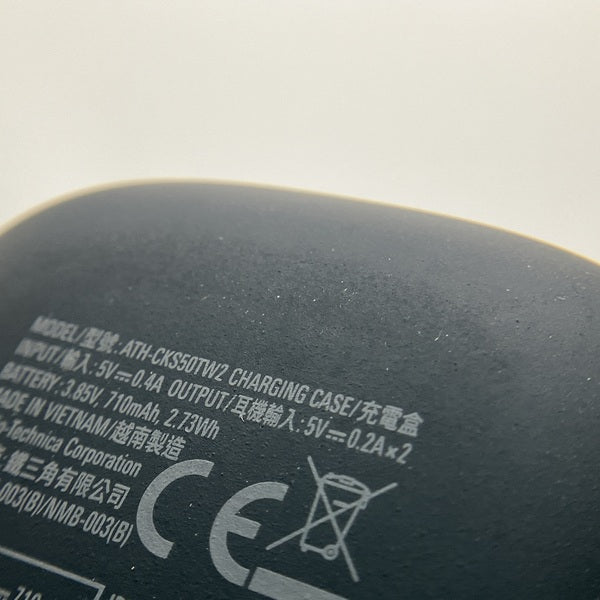 MODEL/型號: ATH-CKS50TW2 CHARGING CASE/充電盒
INPUT/輸入: 5V⎓0.4A OUTPUT/耳機輸入: 5V⎓0.2A×2
BATTERY: 3.85V, 710mAh, 2.73Wh
MADE IN VIETNAM/越南製造
-Technica Corporation
鐵三角有限公司
-003(B)/NMB-003(B)
CE